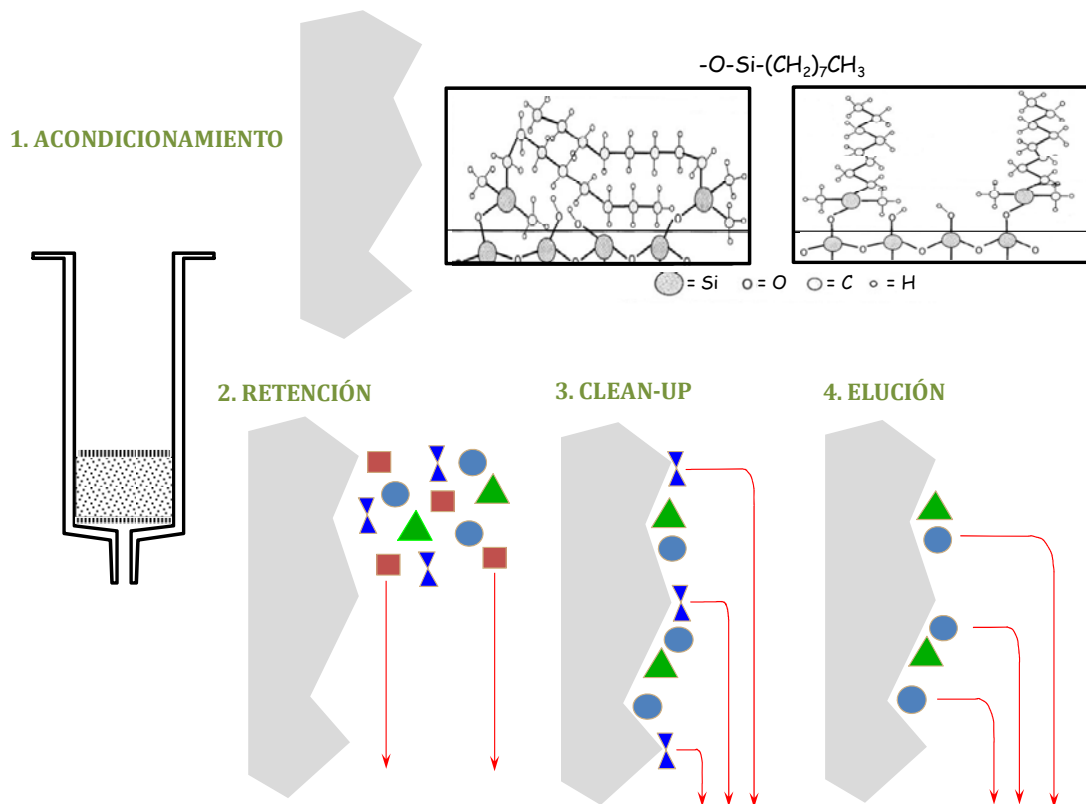 -O-Si-(CH2)7CH3
1. ACONDICIONAMIENTO
= Si = O = C = H
2. RETENCIÓN
3. CLEAN-UP
4. ELUCIÓN